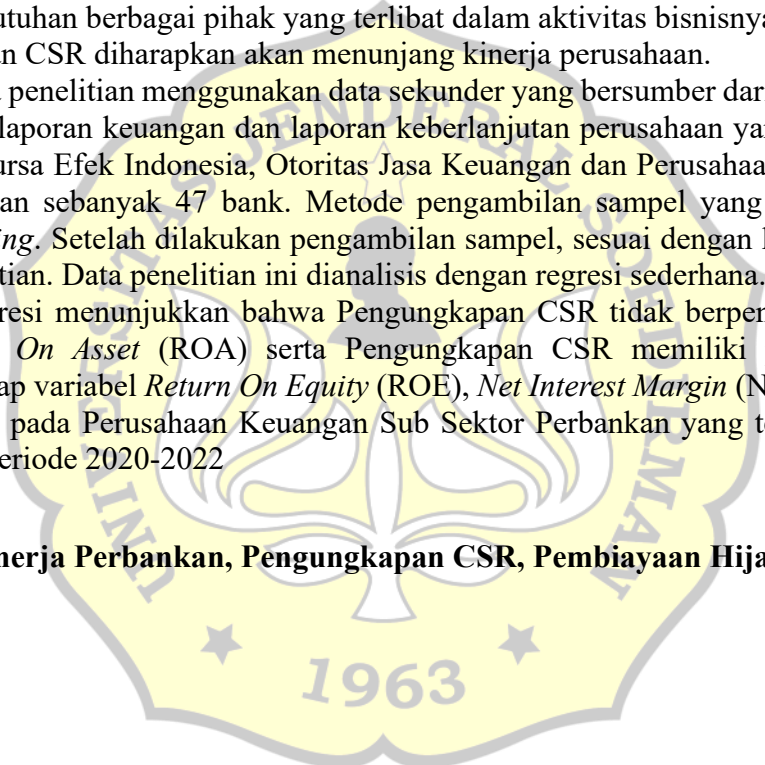 utuhan berbagai pihak yang terlibat dalam aktivitas bisnisnya
n CSR diharapkan akan menunjang kinerja perusahaan.
penelitian menggunakan data sekunder yang bersumber dari
laporan keuangan dan laporan keberlanjutan perusahaan ya
ursa Efek Indonesia, Otoritas Jasa Keuangan dan Perusahaa
an sebanyak 47 bank. Metode pengambilan sampel yang
ing. Setelah dilakukan pengambilan sampel, sesuai dengan
tian. Data penelitian ini dianalisis dengan regresi sederhana.
resi menunjukkan bahwa Pengungkapan CSR tidak berpen
On Asset (ROA) serta Pengungkapan CSR memiliki
ap variabel Return On Equity (ROE), Net Interest Margin (N
pada Perusahaan Keuangan Sub Sektor Perbankan yang te
eriode 2020-2022
nerja Perbankan, Pengungkapan CSR, Pembiayaan Hija
UNIVERSITAS JENDERAL SOEDIRMAN
1963